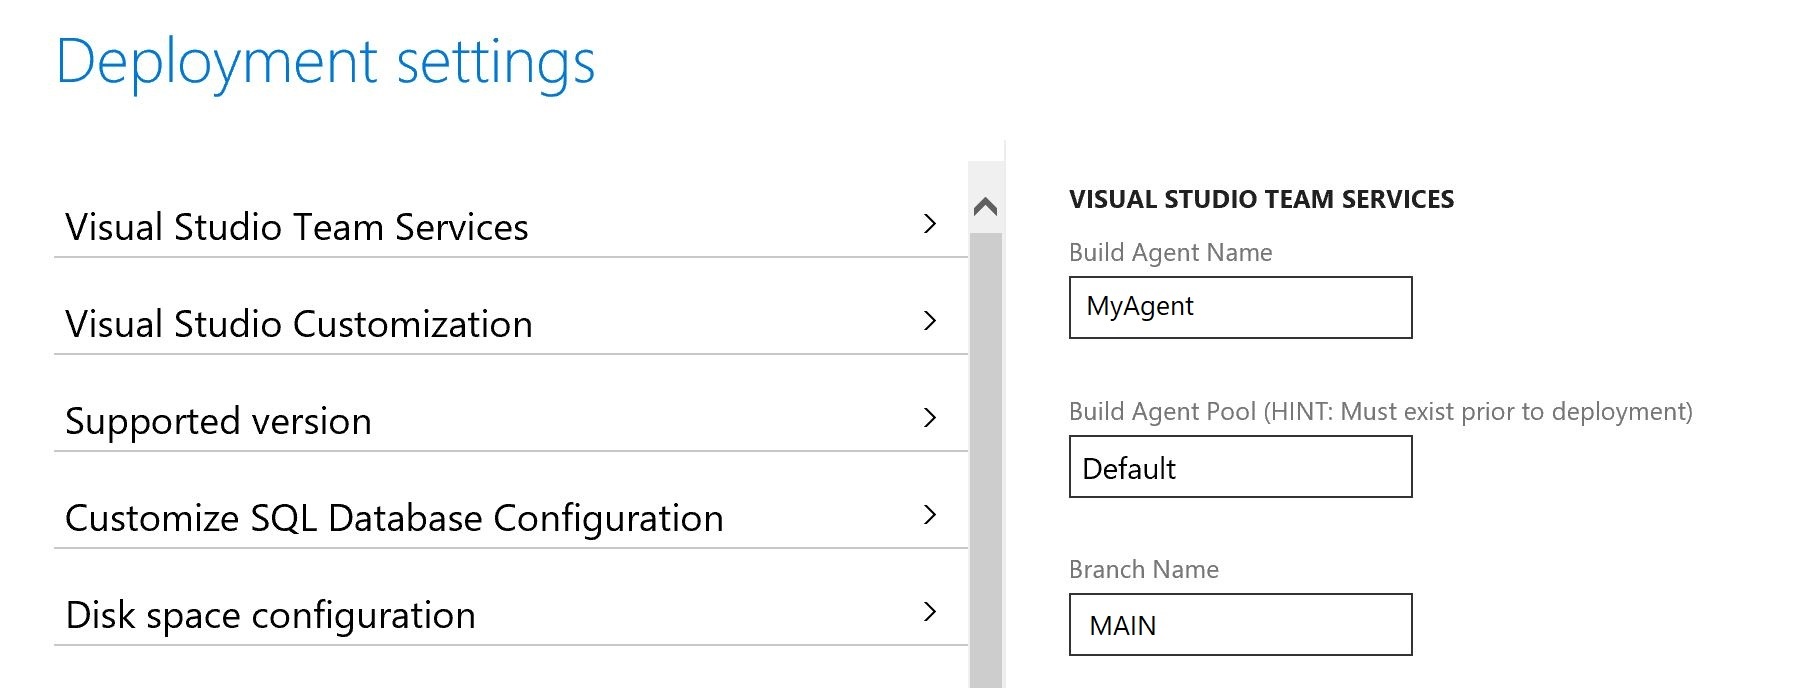 Deployment settings
Visual Studio Team Services
Visual Studio Customization
Supported version
Customize SQL Database Configuration
Disk space configuration
VISUAL STUDIO TEAM SERVICES
Build Agent Name
MyAgent
Build Agent Pool (HINT: Must exist prior to deployment)
Default
Branch Name
MAIN